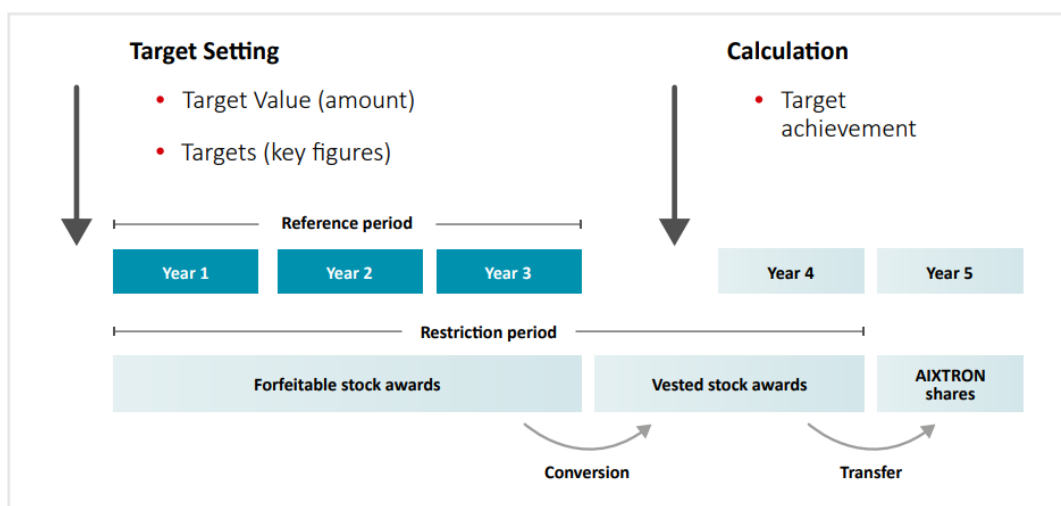 Target Setting
• Target Value (amount)
• Targets (key figures)
Calculation
• Target
achievement
Reference period
Year 1
Year 2
Year 3
Year 4
Year 5
Restriction period
Forfeitable stock awards
Vested stock awards
AIXTRON
shares
Conversion
Transfer